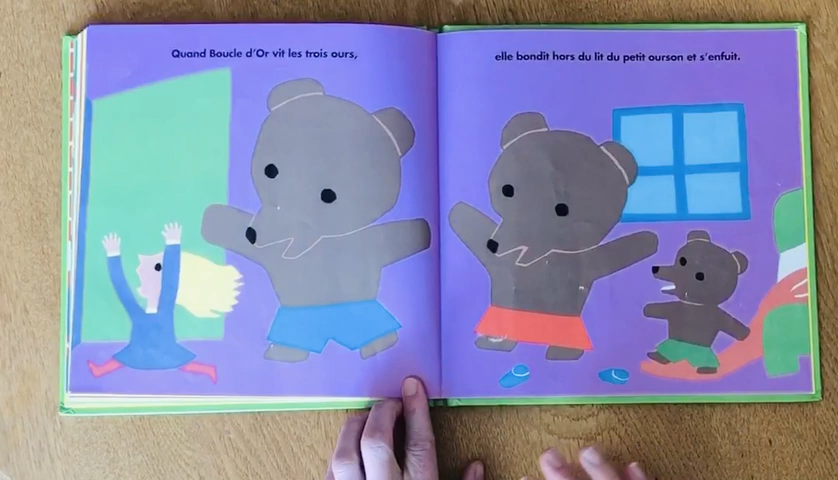 Quand Boucle d'Or vit les trois ours,
elle bondit hors du lit du petit ourson et s'enfuit.